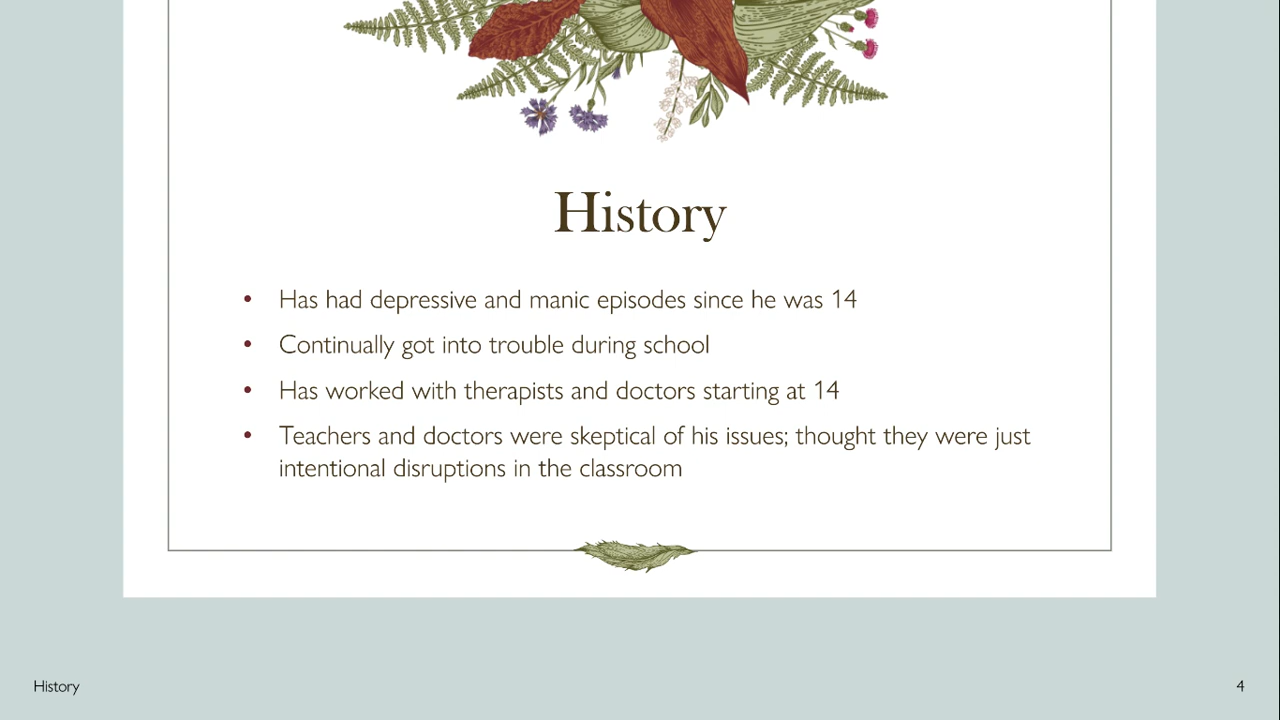 History
• Has had depressive and manic episodes since he was 14
• Continually got into trouble during school
• Has worked with therapists and doctors starting at 14
• Teachers and doctors were skeptical of his issues; thought they were just
intentional disruptions in the classroom
History
4